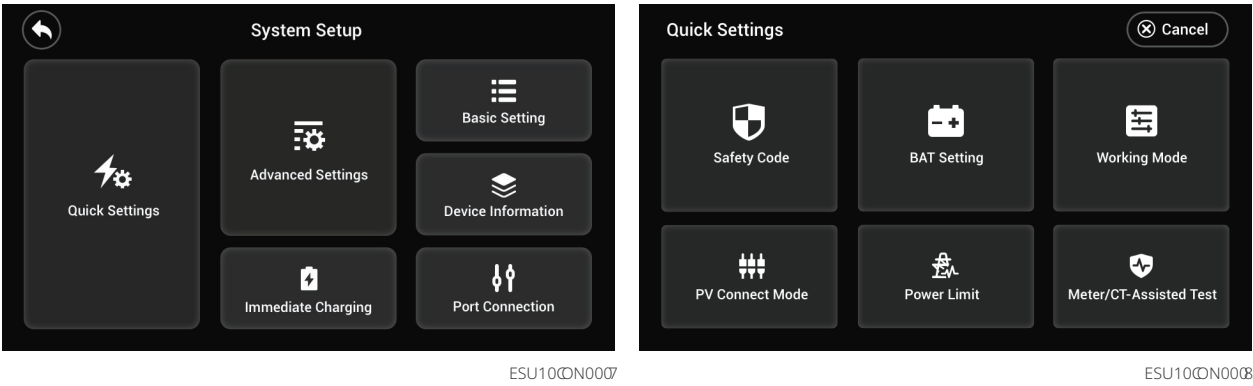 System Setup
Quick Settings
Advanced Settings
Basic Setting
Device Information
Immediate Charging
Port Connection
ESU10CON0007
Quick Settings
Cancel
Safety Code
BAT Setting
Working Mode
PV Connect Mode
Power Limit
Meter/CT-Assisted Test
ESU10CON0008